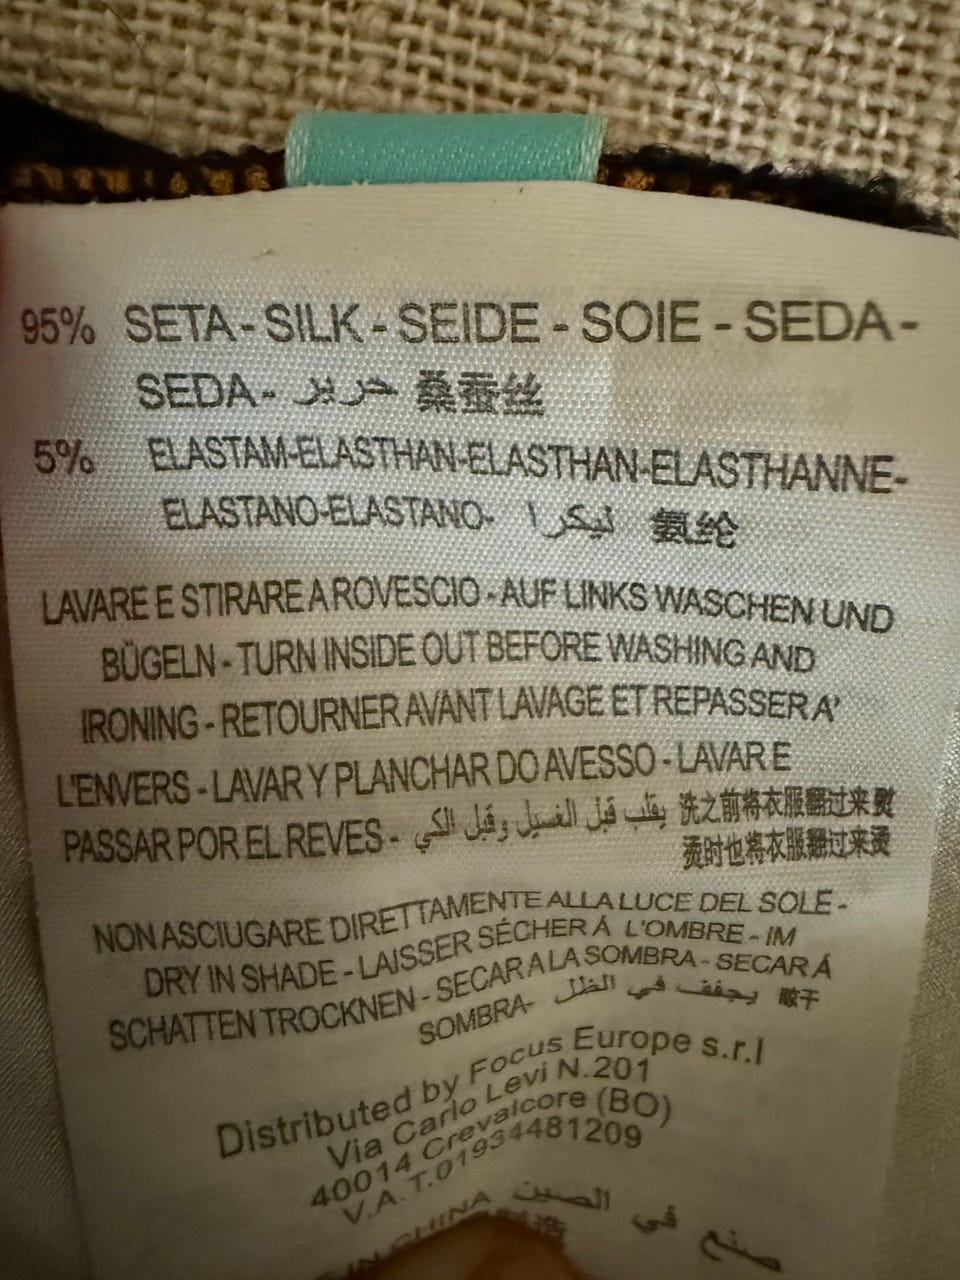 95% SETA - SILK - SEIDE - SOIE - SEDA -
SEDA - حرير 桑蚕丝
5% ELASTAM-ELASTHAN-ELASTHAN-ELASTHANNE-
ELASTANO-ELASTANO- ليكرا 氨纶
LAVARE E STIRARE A ROVESCIO - AUF LINKS WASCHEN UND
BÜGELN - TURN INSIDE OUT BEFORE WASHING AND
IRONING - RETOURNER AVANT LAVAGE ET REPASSER A'
L'ENVERS - LAVAR Y PLANCHAR DO AVESSO - LAVAR E
PASSAR POR EL REVES - يقلب قبل الغسيل وقبل الكي 洗之前将衣服翻过来熨
烫时也将衣服翻过来烫
NON ASCIUGARE DIRETTAMENTE ALLA LUCE DEL SOLE -
DRY IN SHADE - LAISSER SÉCHER Á L'OMBRE - IM
SCHATTEN TROCKNEN - SECAR A LA SOMBRA - SECAR Á
SOMBRA- يجفف في الظل 晾干
Distributed by Focus Europe s.r.l
Via Carlo Levi N.201
40014 Crevalcore (BO)
V.A.T.01934481209
IN CHINA 制造 صنع في الصين